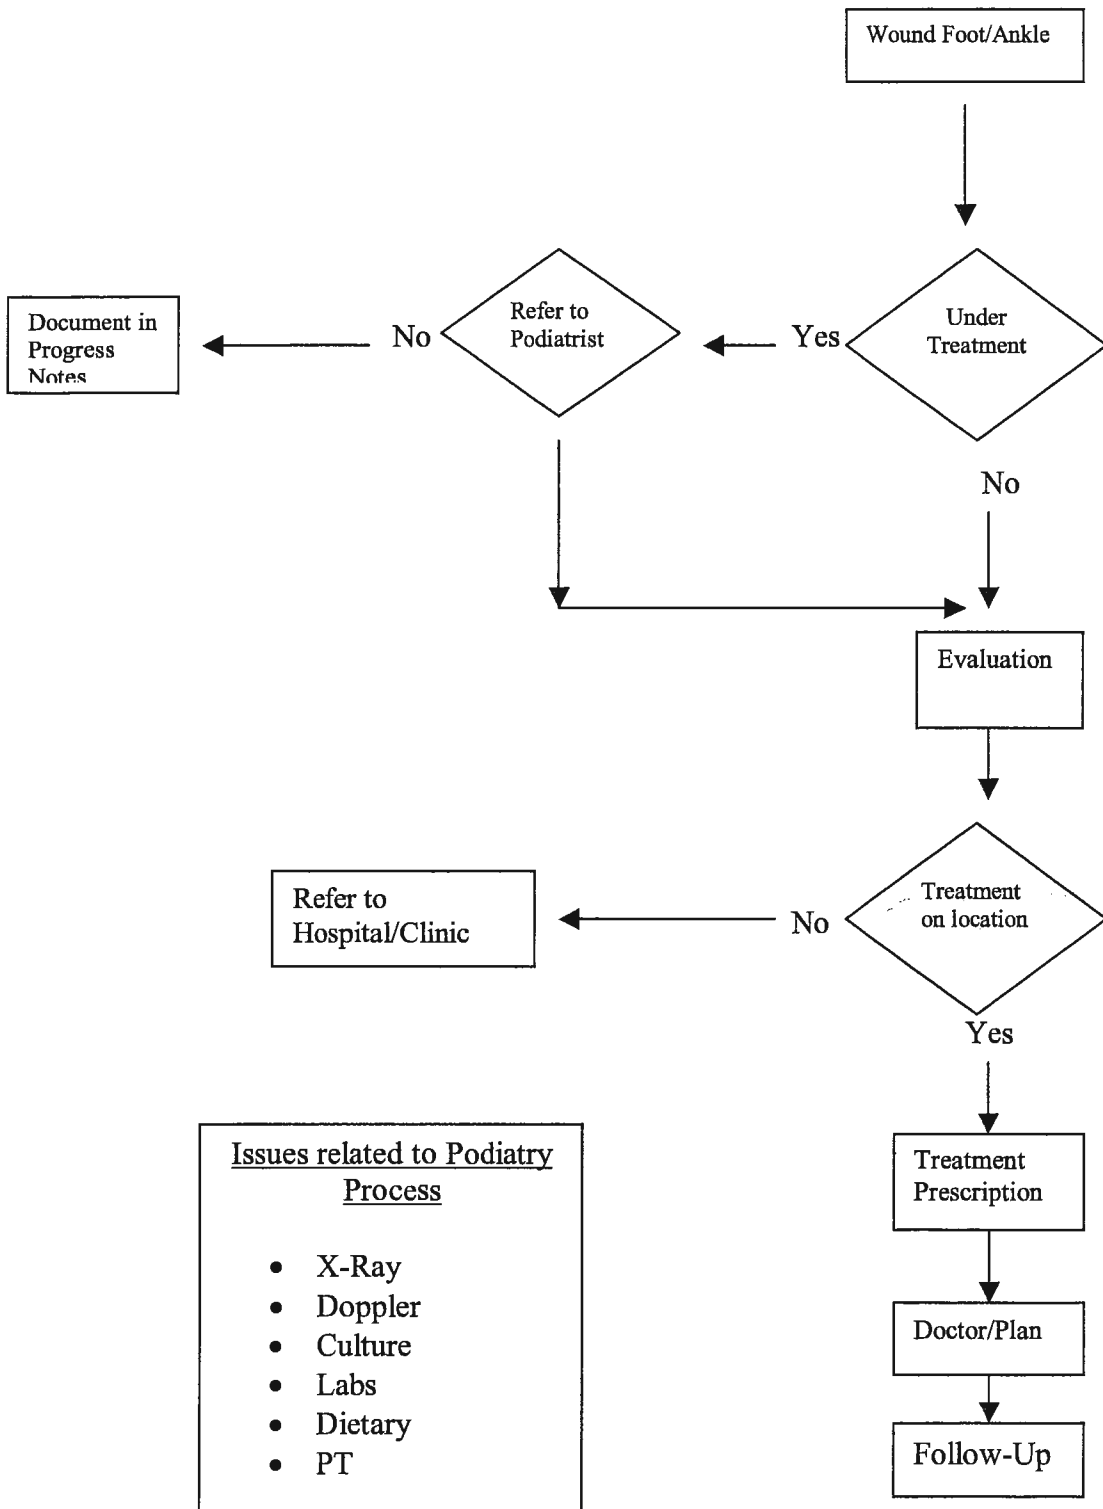 Wound Foot/Ankle
Under
Treatment
Yes
Refer to
Podiatrist
No
Document in
Progress
Notes
No
Evaluation
Treatment
on location
No
Refer to
Hospital/Clinic
Yes
Treatment
Prescription
Doctor/Plan
Follow-Up
Issues related to Podiatry
Process
• X-Ray
• Doppler
• Culture
• Labs
• Dietary
• PT